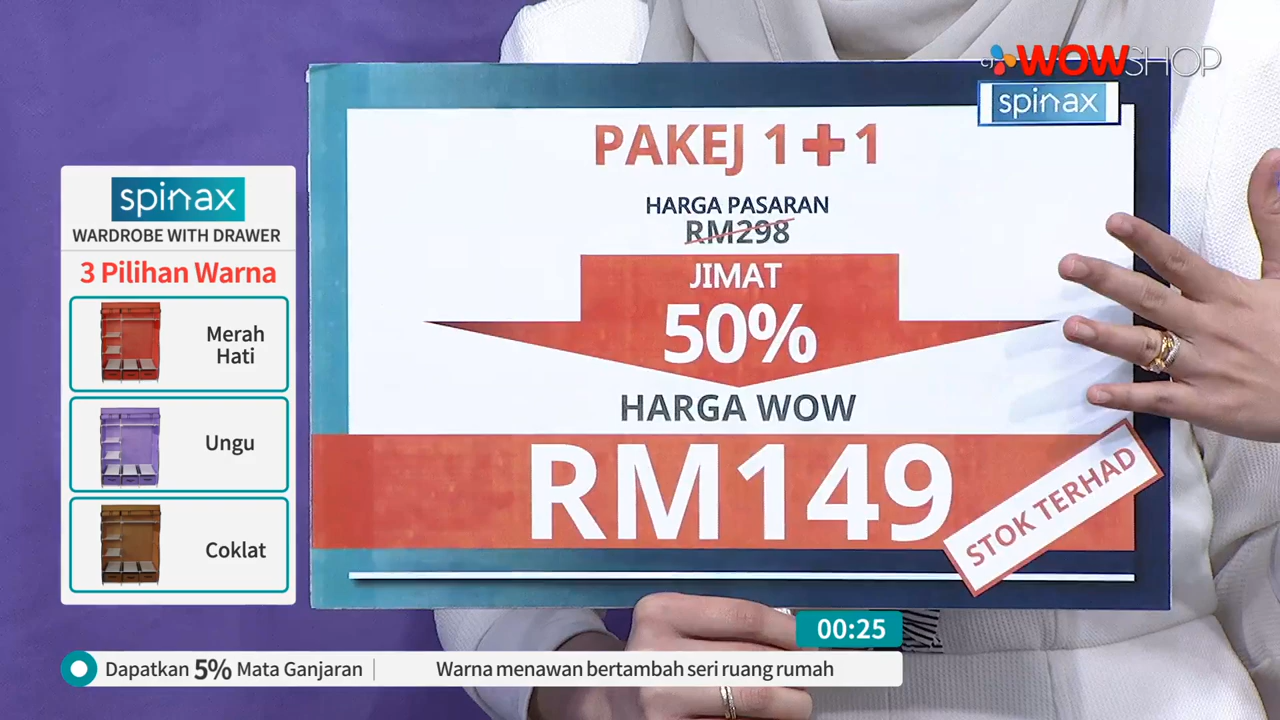 WOWSHOP
spinax
PAKEJ 1+1
HARGA PASARAN
RM298
JIMAT
50%
HARGA WOW
RM149
STOK TERHAD
spinax
WARDROBE WITH DRAWER
3 Pilihan Warna
Merah
Hati
Ungu
Coklat
00:25
Dapatkan 5% Mata Ganjaran | Warna menawan bertambah seri ruang rumah